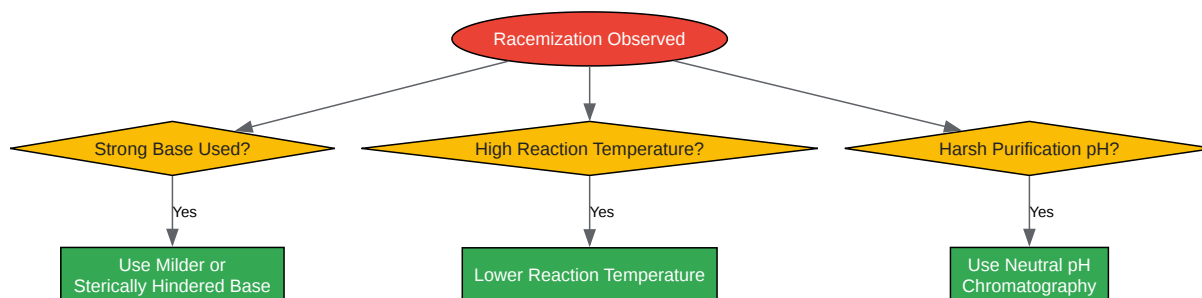 Racemization Observed
Strong Base Used?
High Reaction Temperature?
Harsh Purification pH?
Yes
Yes
Yes
Use Milder or
Sterically Hindered Base
Lower Reaction Temperature
Use Neutral pH
Chromatography